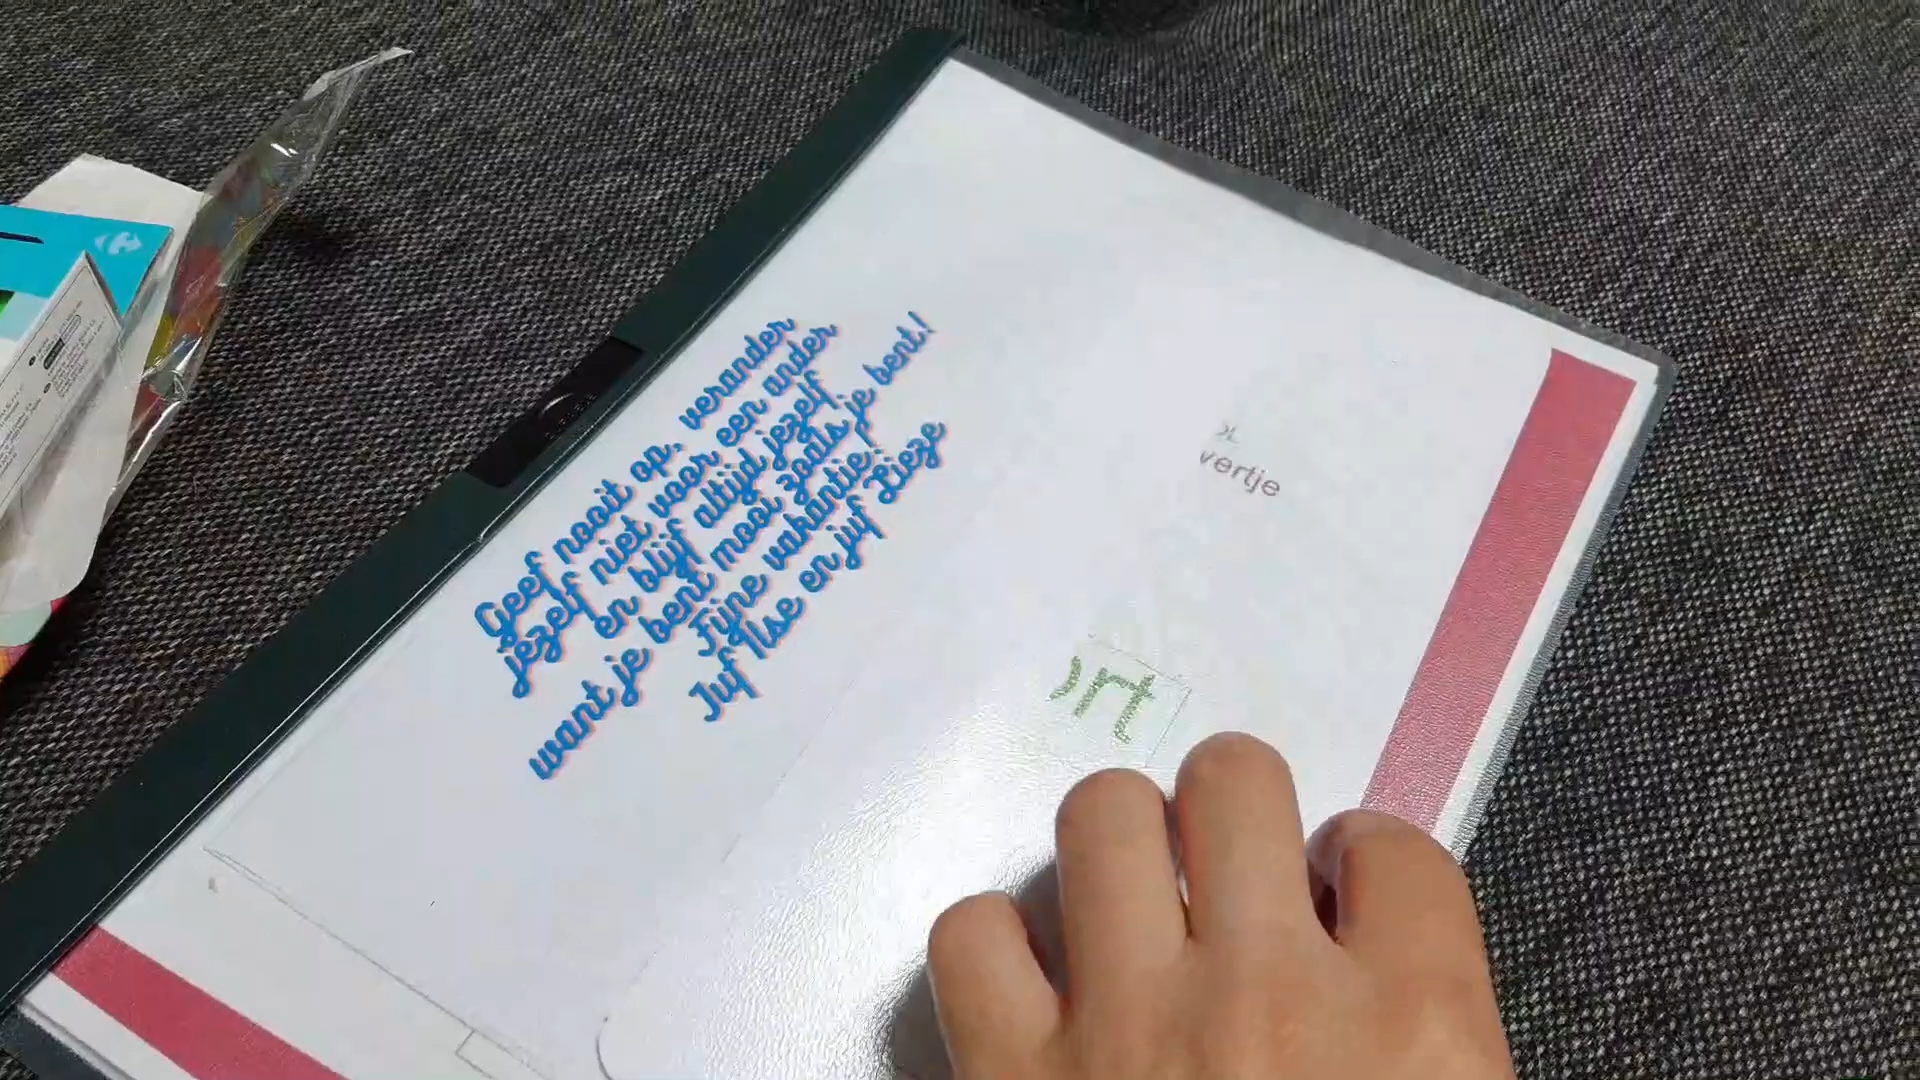 Geef nooit op, verander
jezelf niet voor een ander
en blijf altijd jezelf
want je bent mooi zoals je bent!
Fijne vakantie!
Juf Ilse en juf Lieze
vertje
ort